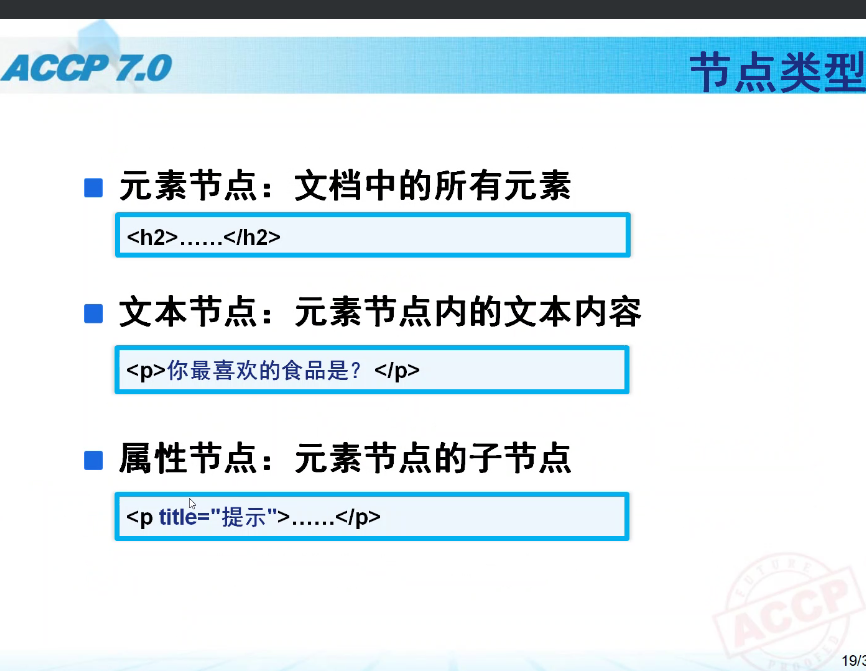 ACCP 7.0
节点类型
元素节点：文档中的所有元素
<h2>……</h2>
文本节点：元素节点内的文本内容
<p>你最喜欢的食品是？</p>
属性节点：元素节点的子节点
<p title="提示">……</p>
FUTURE
ACCP
19/3